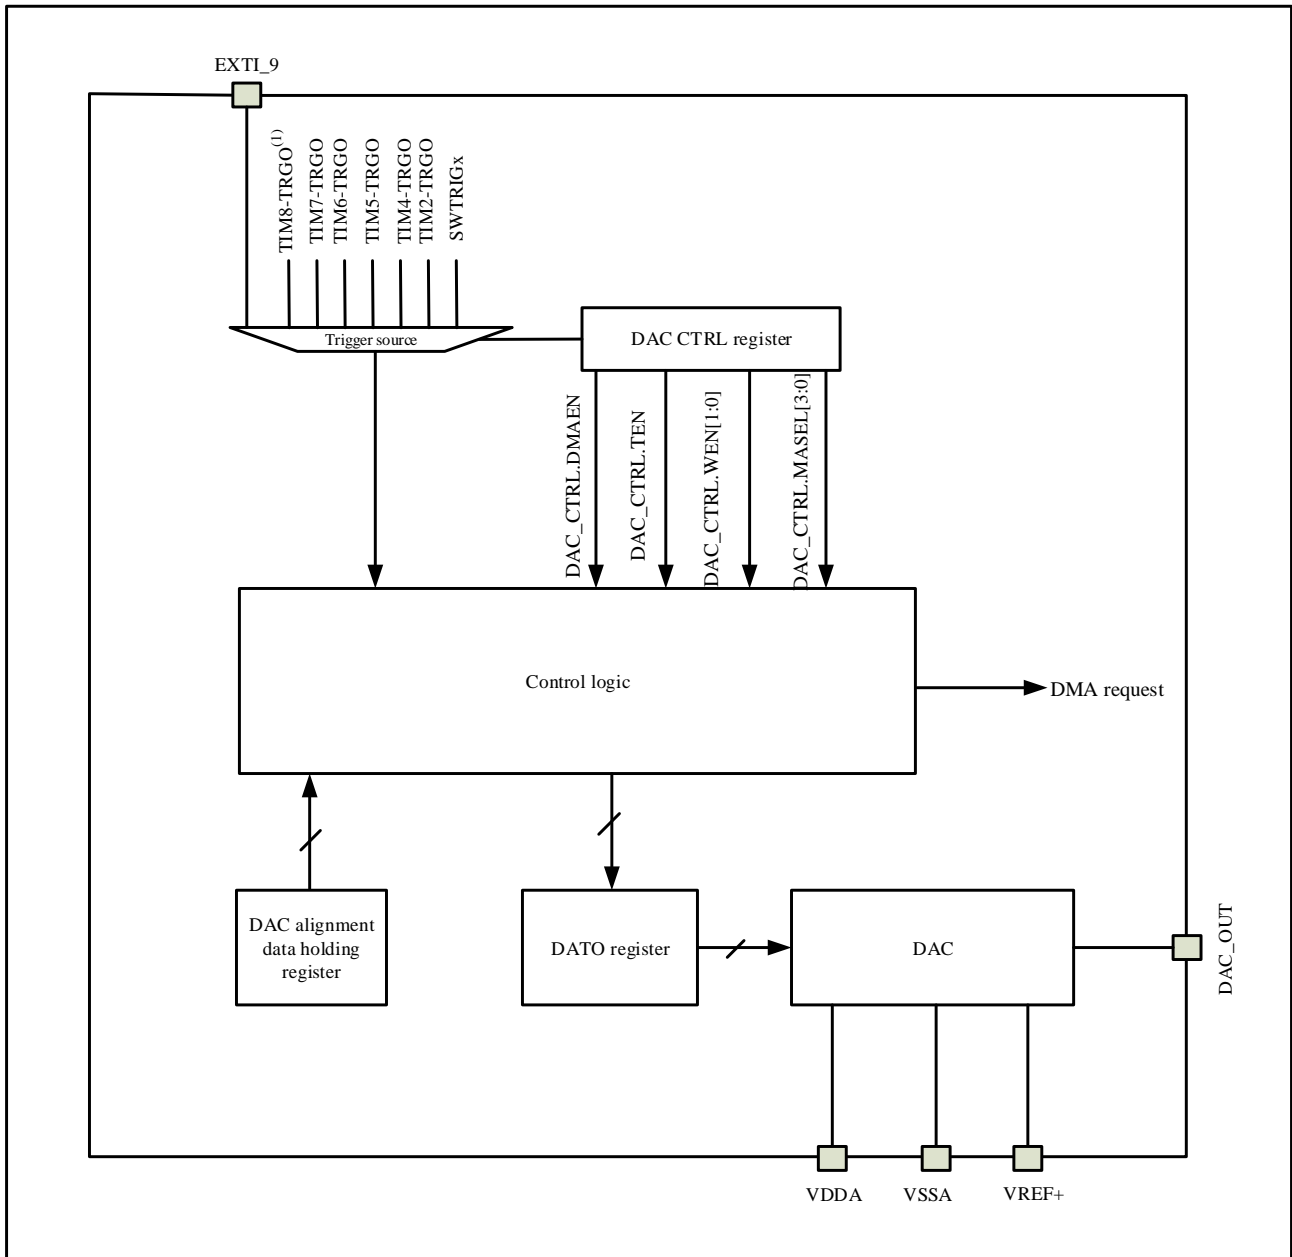 EXTI_9
TIM8-TRGO(1)
TIM7-TRGO
TIM6-TRGO
TIM5-TRGO
TIM4-TRGO
TIM2-TRGO
SWTRIGx
Trigger source
DAC CTRL register
DAC_CTRL.DMAEN
DAC_CTRL.TEN
DAC_CTRL.WEN[1:0]
DAC_CTRL.MASEL[3:0]
Control logic
DMA request
DAC alignment
data holding
register
DATO register
DAC
DAC_OUT
VDDA
VSSA
VREF+